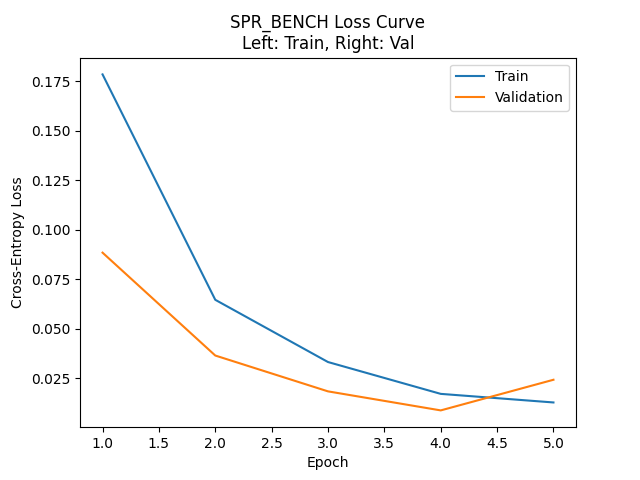 SPR_BENCH Loss Curve
Left: Train, Right: Val
Train
Validation
Cross-Entropy Loss
0.175
0.150
0.125
0.100
0.075
0.050
0.025
1.0 1.5 2.0 2.5 3.0 3.5 4.0 4.5 5.0
Epoch